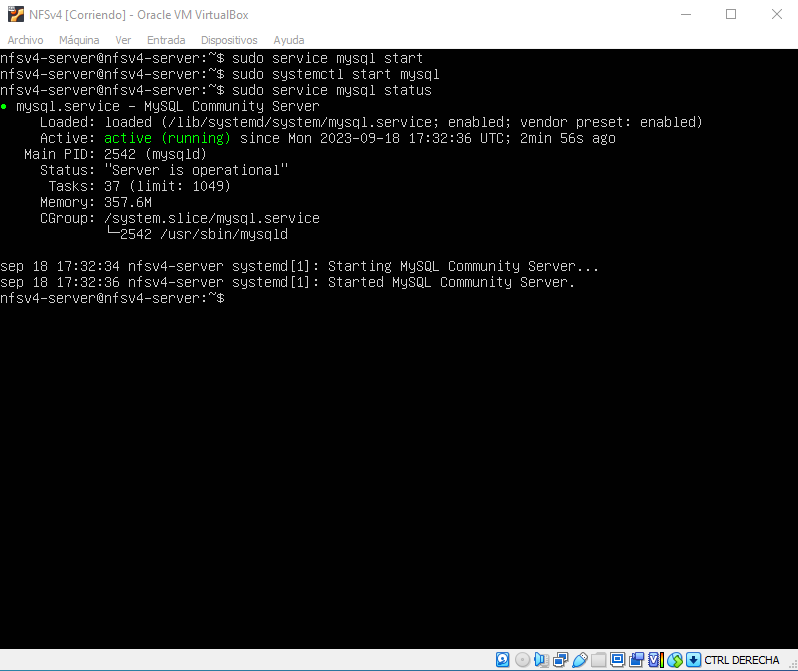 NFSv4 [Corriendo] - Oracle VM VirtualBox
Archivo Máquina Ver Entrada Dispositivos Ayuda
nfsv4-server@nfsv4-server:~$ sudo service mysql start
nfsv4-server@nfsv4-server:~$ sudo systemctl start mysql
nfsv4-server@nfsv4-server:~$ sudo service mysql status
● mysql.service - MySQL Community Server
     Loaded: loaded (/lib/systemd/system/mysql.service; enabled; vendor preset: enabled)
     Active: active (running) since Mon 2023-09-18 17:32:36 UTC; 2min 56s ago
   Main PID: 2542 (mysqld)
     Status: "Server is operational"
      Tasks: 37 (limit: 1049)
     Memory: 357.6M
     CGroup: /system.slice/mysql.service
             └─2542 /usr/sbin/mysqld
sep 18 17:32:34 nfsv4-server systemd[1]: Starting MySQL Community Server...
sep 18 17:32:36 nfsv4-server systemd[1]: Started MySQL Community Server.
nfsv4-server@nfsv4-server:~$
CTRL DERECHA